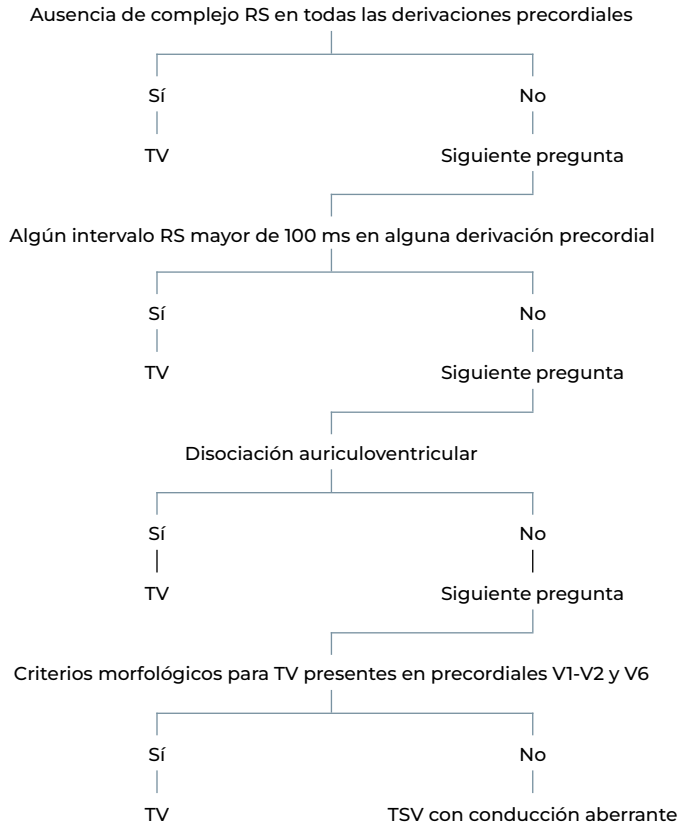 Ausencia de complejo RS en todas las derivaciones precordiales
Sí
No
TV
Siguiente pregunta
Algún intervalo RS mayor de 100 ms en alguna derivación precordial
Sí
No
TV
Siguiente pregunta
Disociación auriculoventricular
Sí
No
TV
Siguiente pregunta
Criterios morfológicos para TV presentes en precordiales V1-V2 y V6
Sí
No
TV
TSV con conducción aberrante